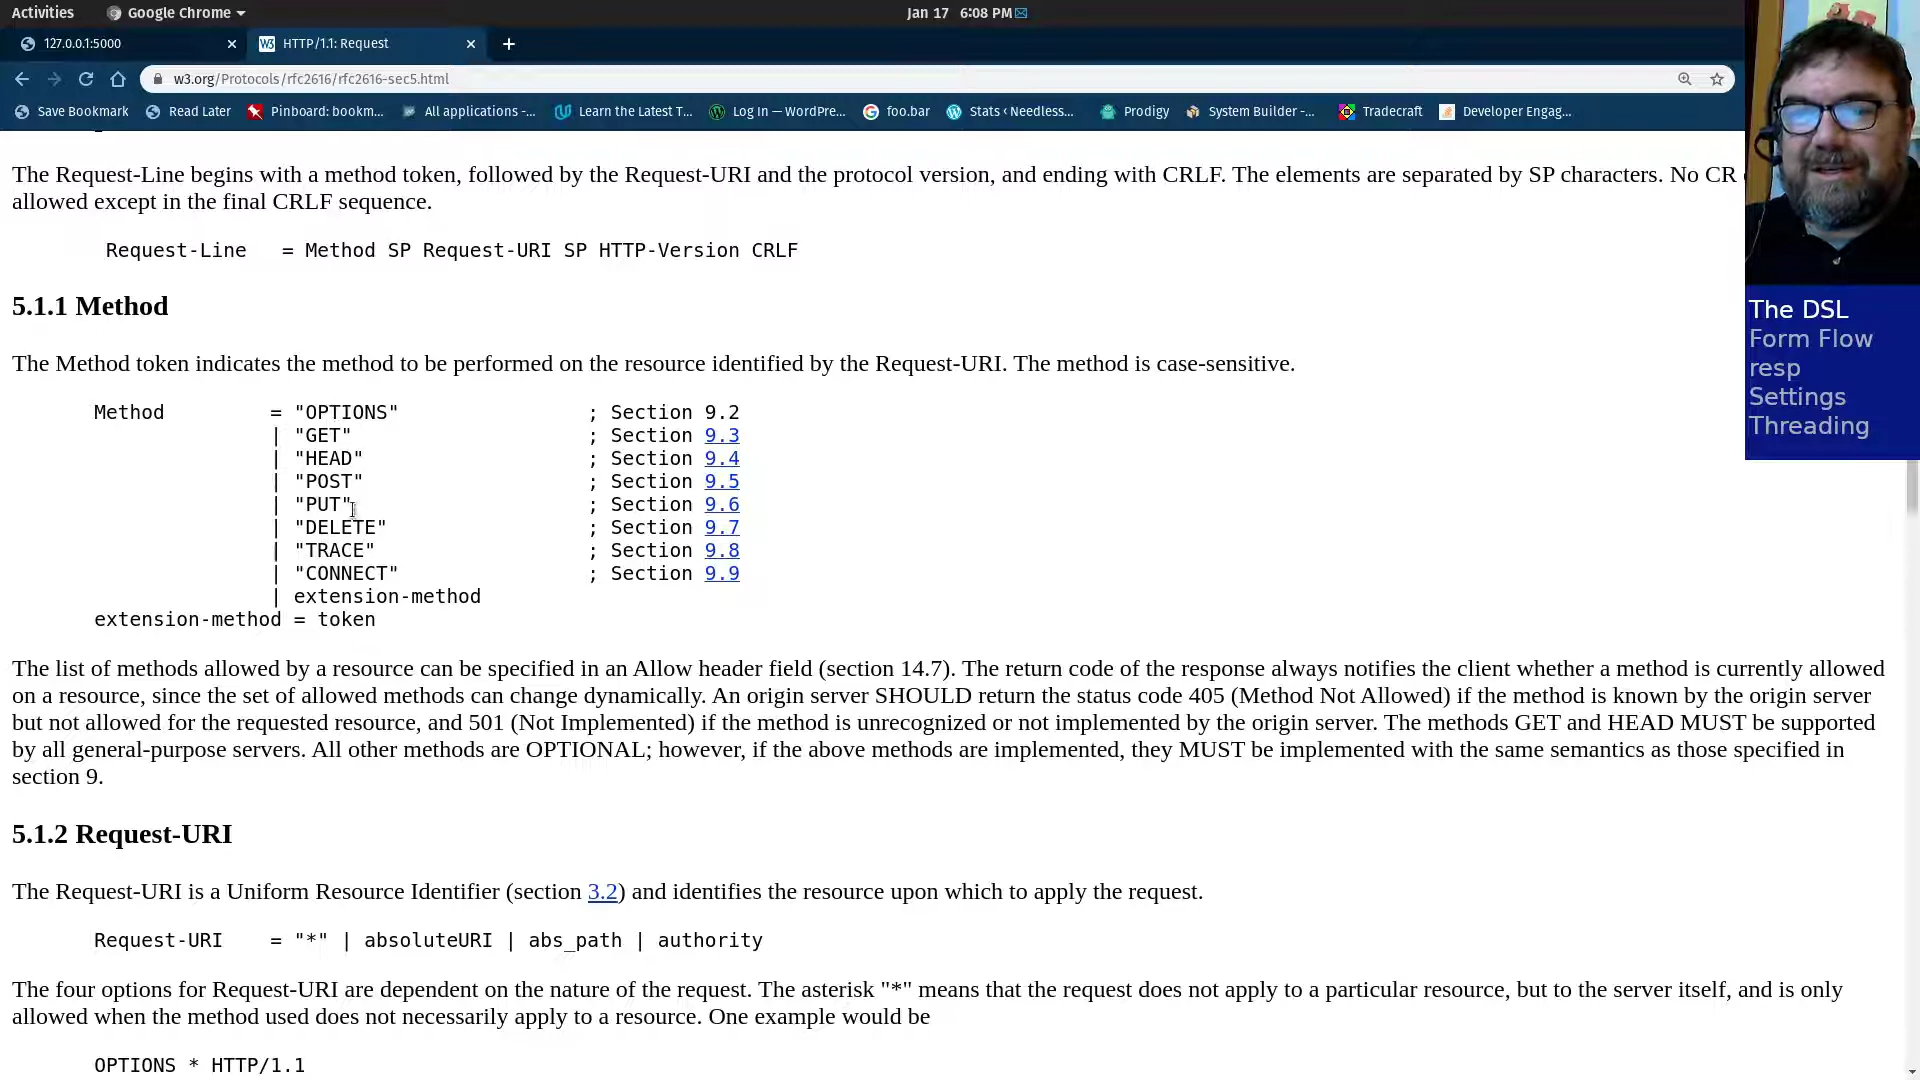 Activities
Google Chrome
Jan 17 6:08 PM
127.0.0.1:5000
HTTP/1.1: Request
w3.org/Protocols/rfc2616/rfc2616-sec5.html
Save Bookmark
Read Later
Pinboard: bookm...
All applications -...
Learn the Latest T...
Log In — WordPre...
foo.bar
Stats ‹ Needless...
Prodigy
System Builder -...
Tradecraft
Developer Engag...
The Request-Line begins with a method token, followed by the Request-URI and the protocol version, and ending with CRLF. The elements are separated by SP characters. No CR
allowed except in the final CRLF sequence.
Request-Line = Method SP Request-URI SP HTTP-Version CRLF
5.1.1 Method
The Method token indicates the method to be performed on the resource identified by the Request-URI. The method is case-sensitive.
Method = "OPTIONS" ; Section 9.2
| "GET" ; Section 9.3
| "HEAD" ; Section 9.4
| "POST" ; Section 9.5
| "PUT" ; Section 9.6
| "DELETE" ; Section 9.7
| "TRACE" ; Section 9.8
| "CONNECT" ; Section 9.9
| extension-method
extension-method = token
The list of methods allowed by a resource can be specified in an Allow header field (section 14.7). The return code of the response always notifies the client whether a method is currently allowed
on a resource, since the set of allowed methods can change dynamically. An origin server SHOULD return the status code 405 (Method Not Allowed) if the method is known by the origin server
but not allowed for the requested resource, and 501 (Not Implemented) if the method is unrecognized or not implemented by the origin server. The methods GET and HEAD MUST be supported
by all general-purpose servers. All other methods are OPTIONAL; however, if the above methods are implemented, they MUST be implemented with the same semantics as those specified in
section 9.
5.1.2 Request-URI
The Request-URI is a Uniform Resource Identifier (section 3.2) and identifies the resource upon which to apply the request.
Request-URI = "*" | absoluteURI | abs_path | authority
The four options for Request-URI are dependent on the nature of the request. The asterisk "*" means that the request does not apply to a particular resource, but to the server itself, and is only
allowed when the method used does not necessarily apply to a resource. One example would be
OPTIONS * HTTP/1.1
The DSL
Form Flow
resp
Settings
Threading